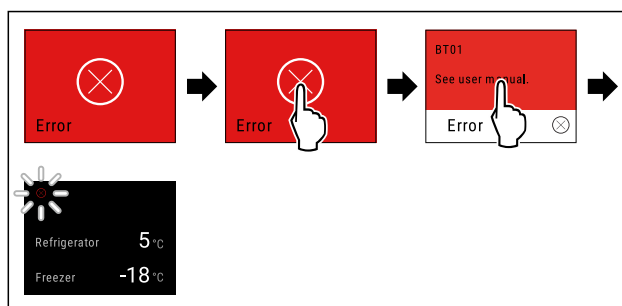 Error
Error
BT01
See user manual.
Error
Refrigerator 5 °C
Freezer -18 °C